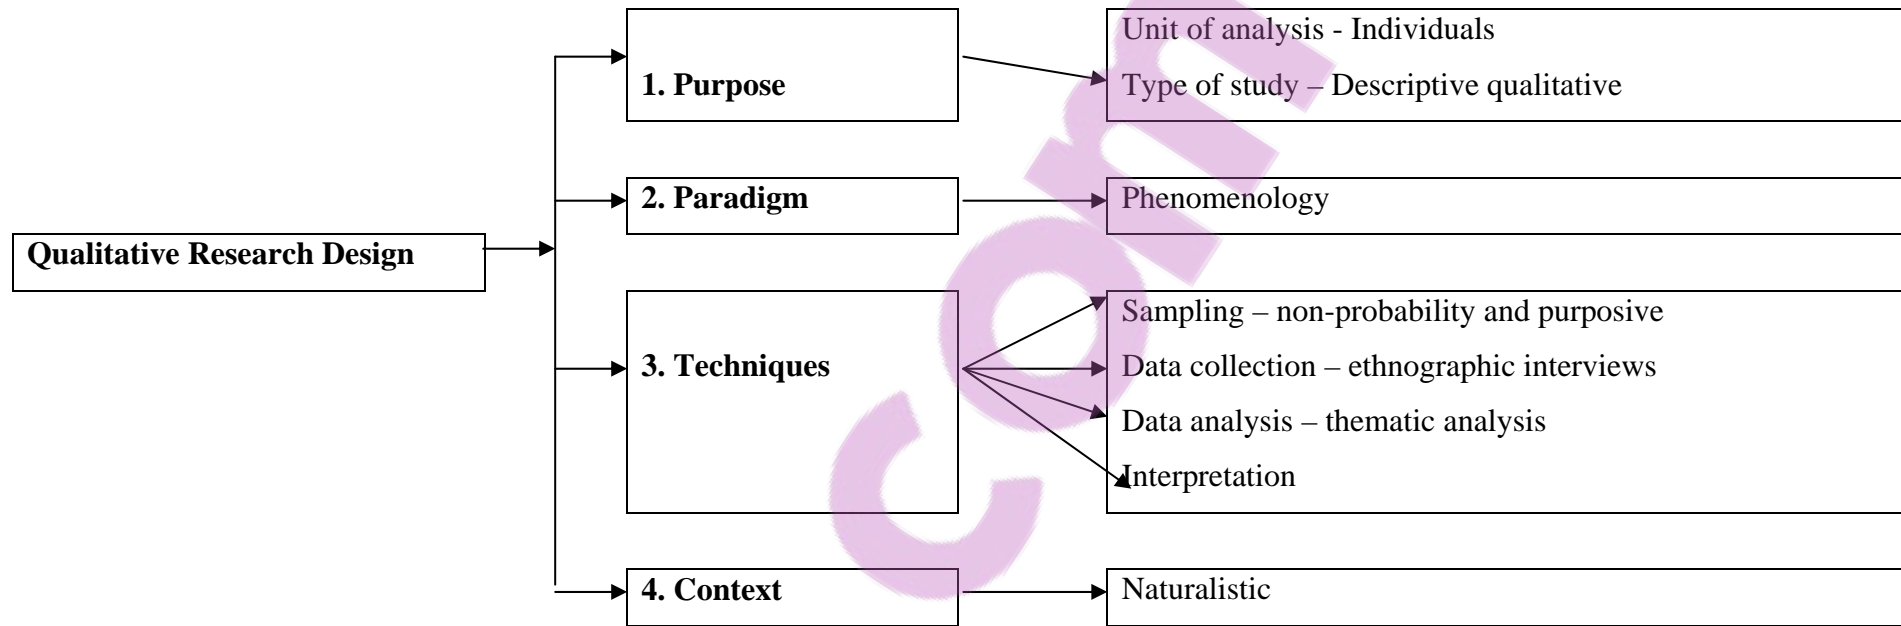 Qualitative Research Design
1. Purpose
Unit of analysis - Individuals
Type of study – Descriptive qualitative
2. Paradigm
Phenomenology
3. Techniques
Sampling – non-probability and purposive
Data collection – ethnographic interviews
Data analysis – thematic analysis
Interpretation
4. Context
Naturalistic
com